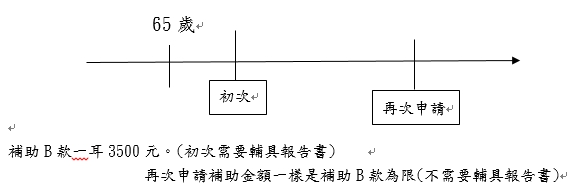 65 歲
初次
再次申請
補助 B 款一耳 3500 元。(初次需要輔具報告書)
再次申請補助金額一樣是補助 B 款為限(不需要輔具報告書)